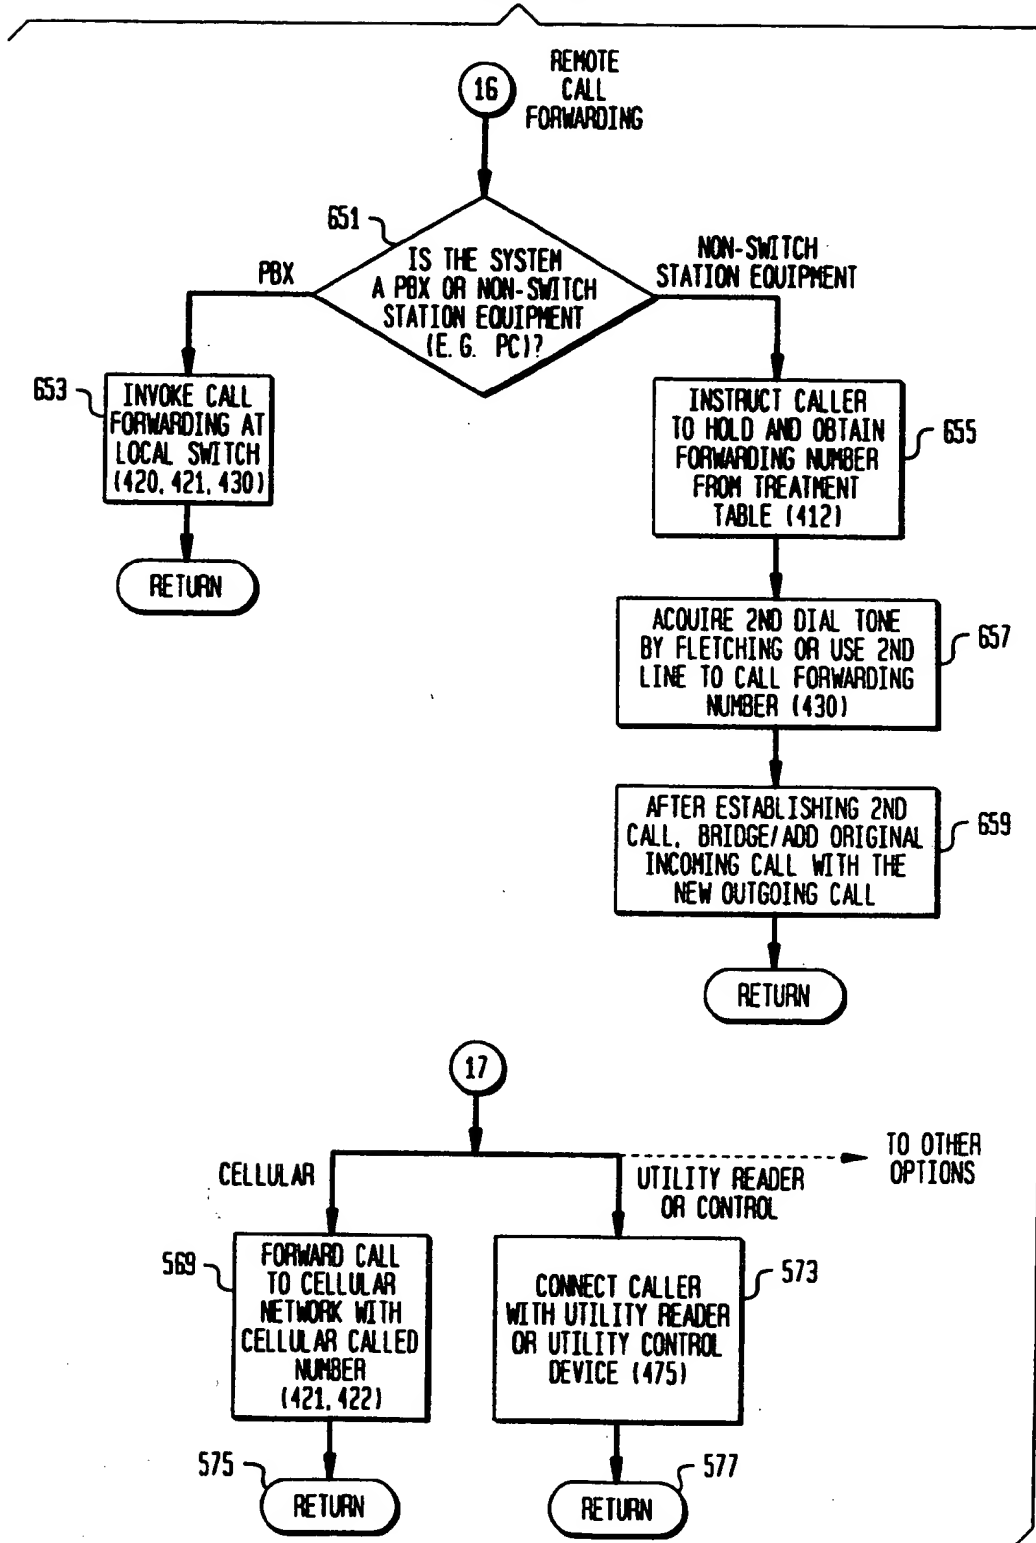 16
REMOTE
CALL
FORWARDING
651
IS THE SYSTEM
A PBX OR NON-SWITCH
STATION EQUIPMENT
(E.G. PC)?
PBX
NON-SWITCH
STATION EQUIPMENT
653
INVOKE CALL
FORWARDING AT
LOCAL SWITCH
(420, 421, 430)
RETURN
INSTRUCT CALLER
TO HOLD AND OBTAIN
FORWARDING NUMBER
FROM TREATMENT
TABLE (412)
655
ACQUIRE 2ND DIAL TONE
BY FLETCHING OR USE 2ND
LINE TO CALL FORWARDING
NUMBER (430)
657
AFTER ESTABLISHING 2ND
CALL, BRIDGE/ADD ORIGINAL
INCOMING CALL WITH THE
NEW OUTGOING CALL
659
RETURN
17
CELLULAR
UTILITY READER
OR CONTROL
TO OTHER
OPTIONS
569
FORWARD CALL
TO CELLULAR
NETWORK WITH
CELLULAR CALLED
NUMBER
(421, 422)
CONNECT CALLER
WITH UTILITY READER
OR UTILITY CONTROL
DEVICE (475)
573
575
RETURN
RETURN
577